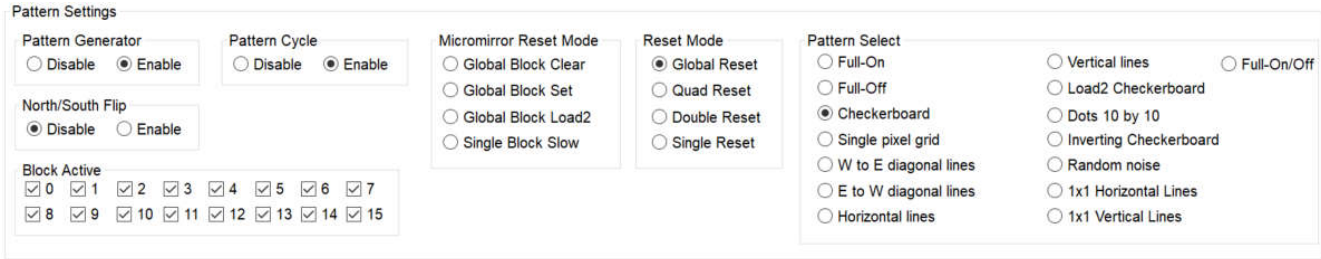 Pattern Settings
Pattern Generator
Disable Enable
Pattern Cycle
Disable Enable
North/South Flip
Disable Enable
Block Active
0 1 2 3 4 5 6 7
8 9 10 11 12 13 14 15
Micromirror Reset Mode
Global Block Clear
Global Block Set
Global Block Load2
Single Block Slow
Reset Mode
Global Reset
Quad Reset
Double Reset
Single Reset
Pattern Select
Full-On
Full-Off
Checkerboard
Single pixel grid
W to E diagonal lines
E to W diagonal lines
Horizontal lines
Vertical lines
Load2 Checkerboard
Dots 10 by 10
Inverting Checkerboard
Random noise
1x1 Horizontal Lines
1x1 Vertical Lines
Full-On/Off